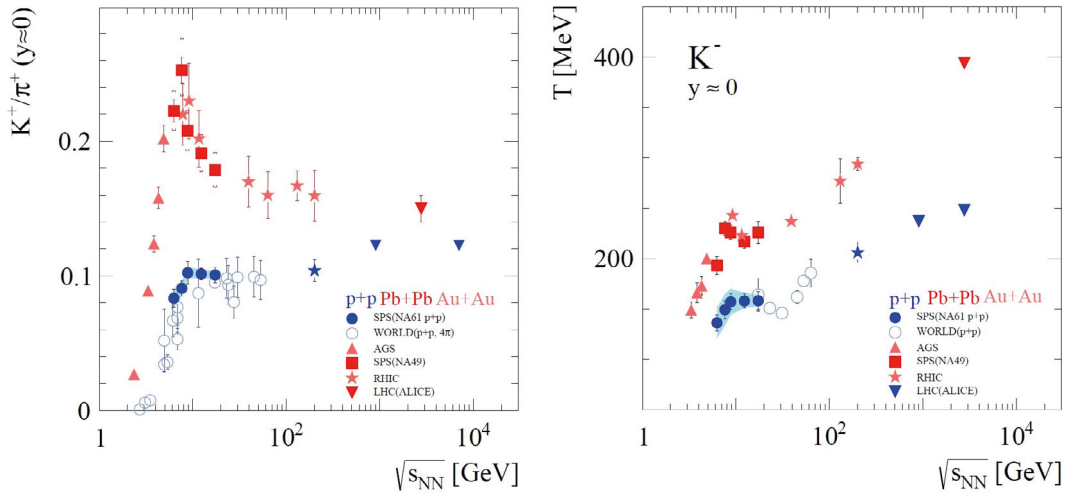 K⁺/π⁺ (y≈0)
0.2
0.1
0
p+p Pb+Pb Au+Au
SPS(NA61 p+p)
WORLD(p+p, 4π)
AGS
SPS(NA49)
RHIC
LHC(ALICE)
1 10² 10⁴
√sNN [GeV]
T [MeV]
400
200
K⁻
y ≈ 0
p+p Pb+Pb Au+Au
SPS(NA61 p+p)
WORLD(p+p)
AGS
SPS(NA49)
RHIC
LHC(ALICE)
1 10² 10⁴
√sNN [GeV]